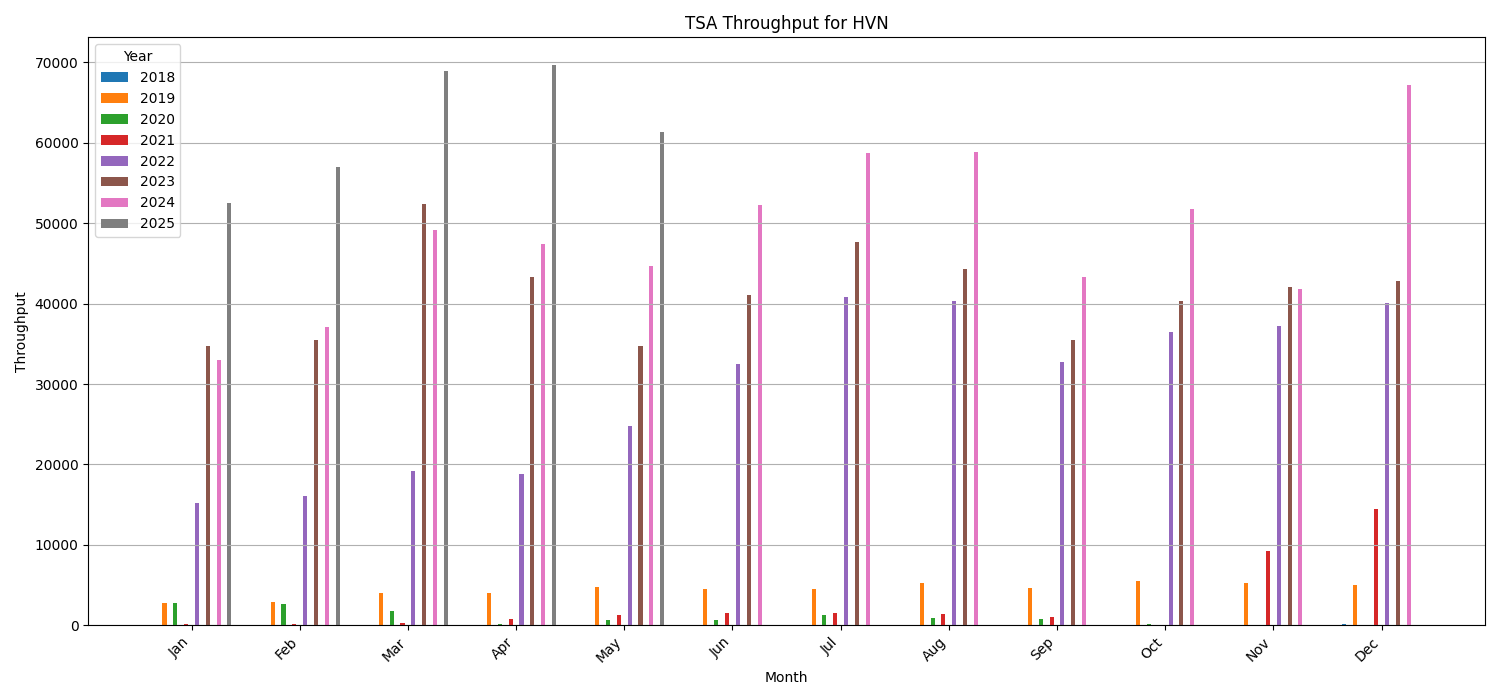 TSA Throughput for HVN
Year
2018
2019
2020
2021
2022
2023
2024
2025
Throughput
70000
60000
50000
40000
30000
20000
10000
0
Jan
Feb
Mar
Apr
May
Jun
Jul
Aug
Sep
Oct
Nov
Dec
Month